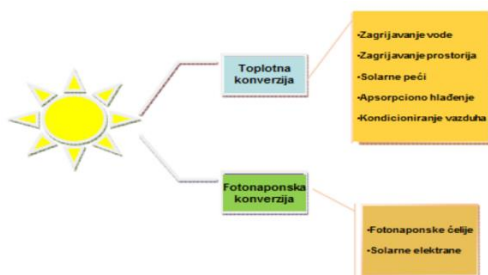 Toplotna
konverzija
•Zagrijavanje vode
•Zagrijavanje prostorija
•Solarne peći
•Apsorpciono hlađenje
•Kondicioniranje vazduha
Fotonaponska
konverzija
•Fotonaponske ćelije
•Solarne elektrane